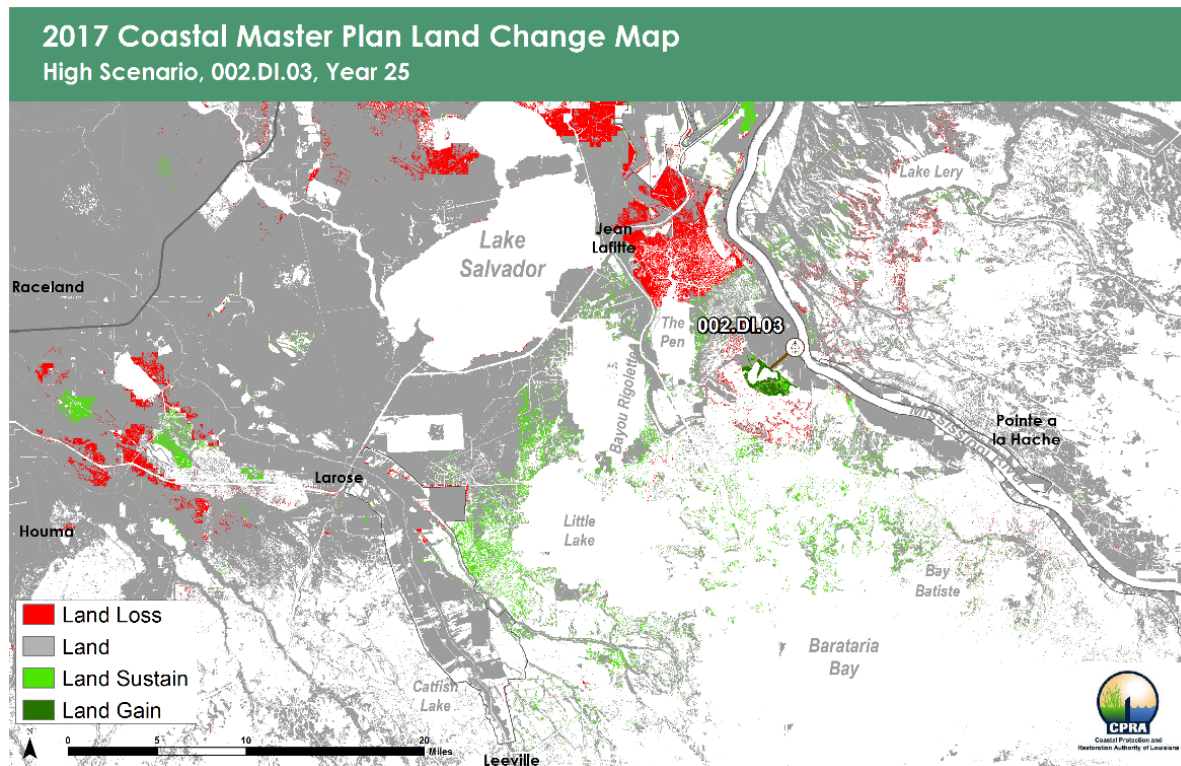 2017 Coastal Master Plan Land Change Map
High Scenario, 002.DI.03, Year 25
Lake Lery
Jean
Lafitte
Lake
Salvador
Raceland
The
Pen
002.DI.03
Bayou Rigolette
Mississippi River
Pointe a
la Hache
Larose
Little
Lake
Houma
Bay
Batiste
Barataria
Bay
Catfish
Lake
Leeville
Land Loss
Land
Land Sustain
Land Gain
N
0 5 10 20
Miles
CPRA
Coastal Protection and
Restoration Authority of Louisiana